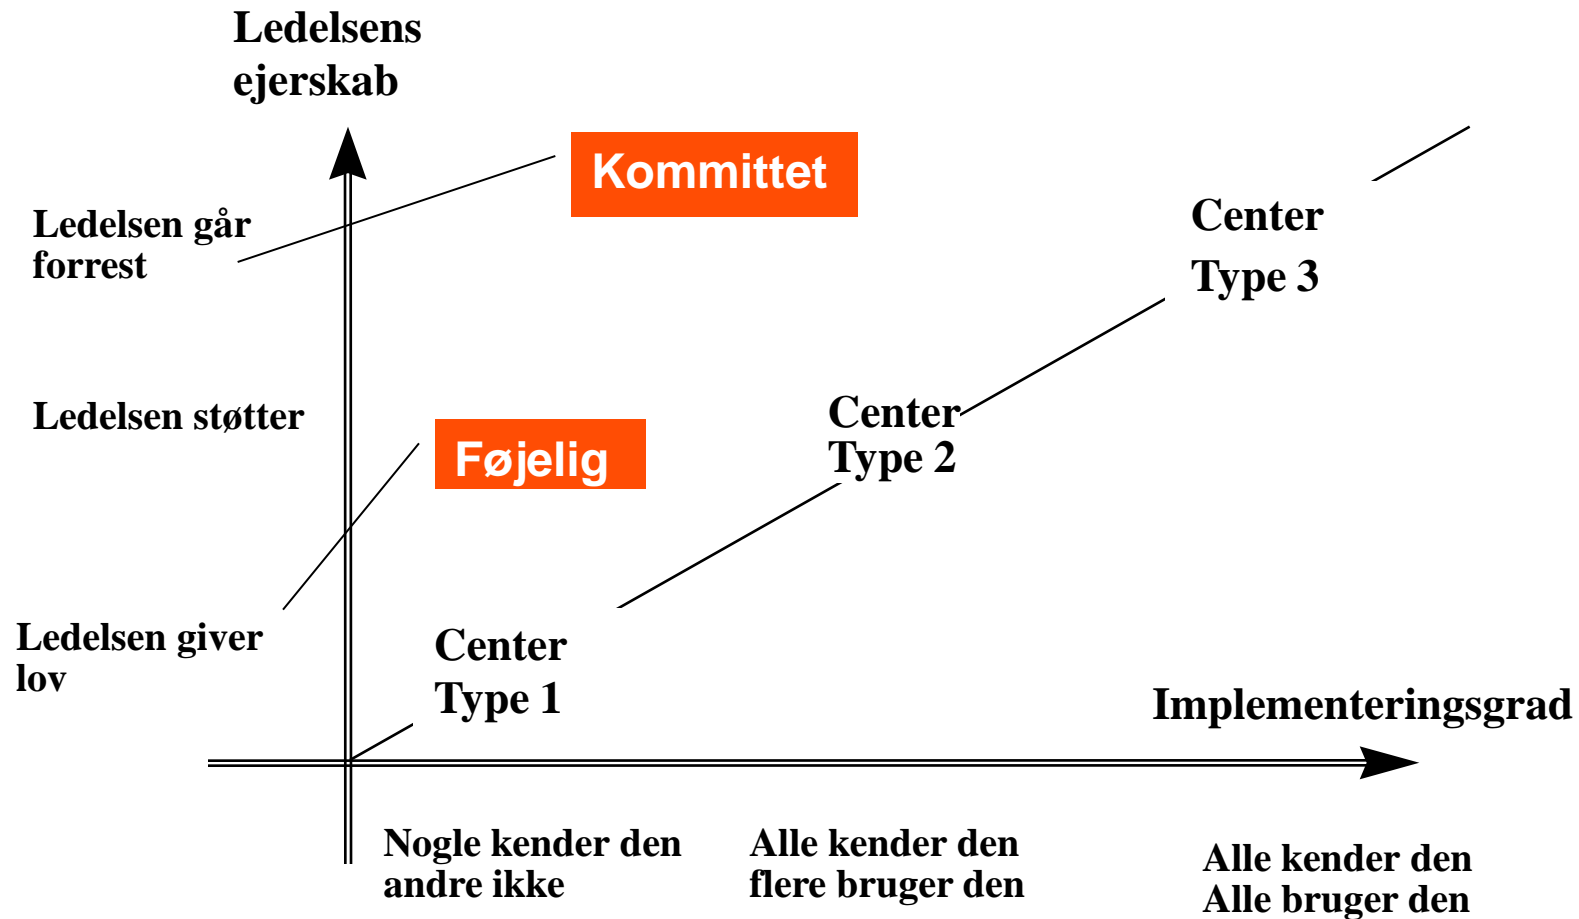 Ledelsens
ejerskab
Kommittet
Ledelsen går
forrest
Center
Type 3
Ledelsen støtter
Center
Type 2
Føjelig
Ledelsen giver
lov
Center
Type 1
Implementeringsgrad
Nogle kender den
andre ikke
Alle kender den
flere bruger den
Alle kender den
Alle bruger den